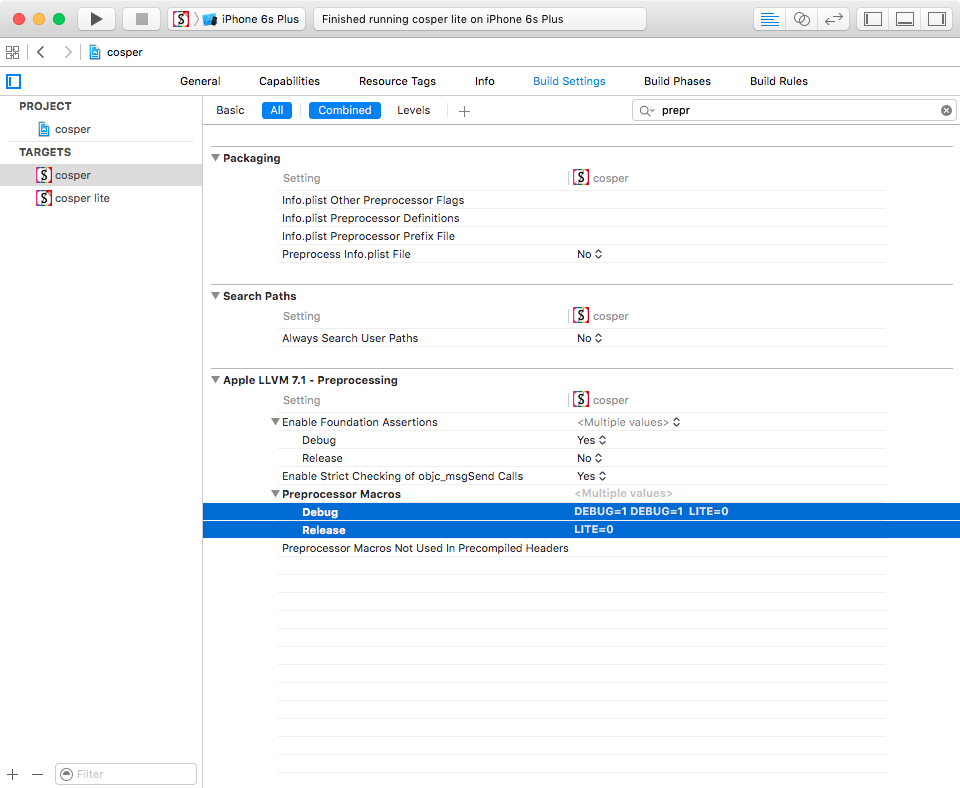 iPhone 6s Plus
Finished running cosper lite on iPhone 6s Plus
cosper
General Capabilities Resource Tags Info Build Settings Build Phases Build Rules
PROJECT
cosper
TARGETS
cosper
cosper lite
Basic All Combined Levels
prepr
Packaging
Setting cosper
Info.plist Other Preprocessor Flags
Info.plist Preprocessor Definitions
Info.plist Preprocessor Prefix File
Preprocess Info.plist File No
Search Paths
Setting cosper
Always Search User Paths No
Apple LLVM 7.1 - Preprocessing
Setting cosper
Enable Foundation Assertions <Multiple values>
Debug Yes
Release No
Enable Strict Checking of objc_msgSend Calls Yes
Preprocessor Macros <Multiple values>
Debug DEBUG=1 DEBUG=1 LITE=0
Release LITE=0
Preprocessor Macros Not Used In Precompiled Headers
Filter